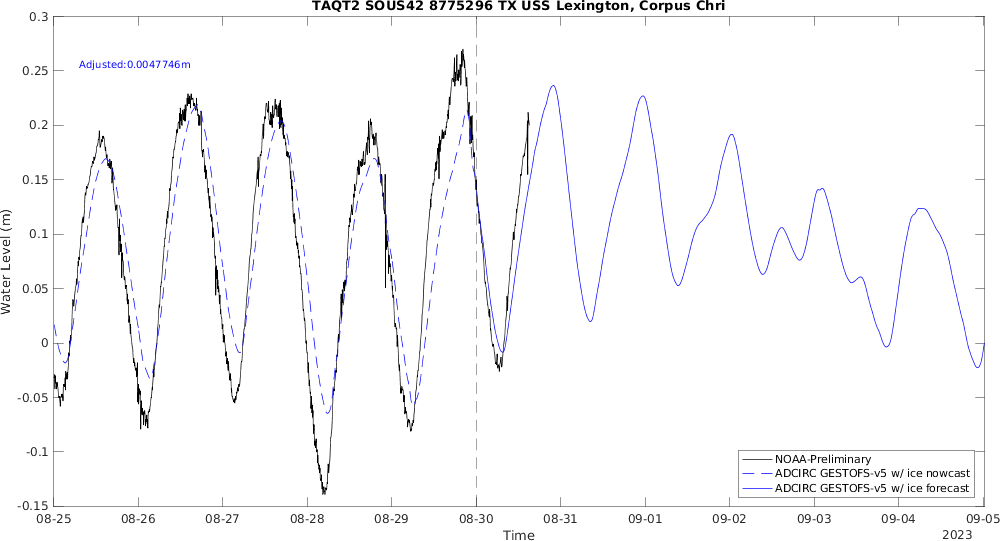 TAQT2 SOUS42 8775296 TX USS Lexington, Corpus Chri
Adjusted:0.0047746m
Water Level (m)
0.3
0.25
0.2
0.15
0.1
0.05
0
-0.05
-0.1
-0.15
NOAA-Preliminary
ADCIRC GESTOFS-v5 w/ ice nowcast
ADCIRC GESTOFS-v5 w/ ice forecast
08-25 08-26 08-27 08-28 08-29 08-30 08-31 09-01 09-02 09-03 09-04 09-05
Time
2023